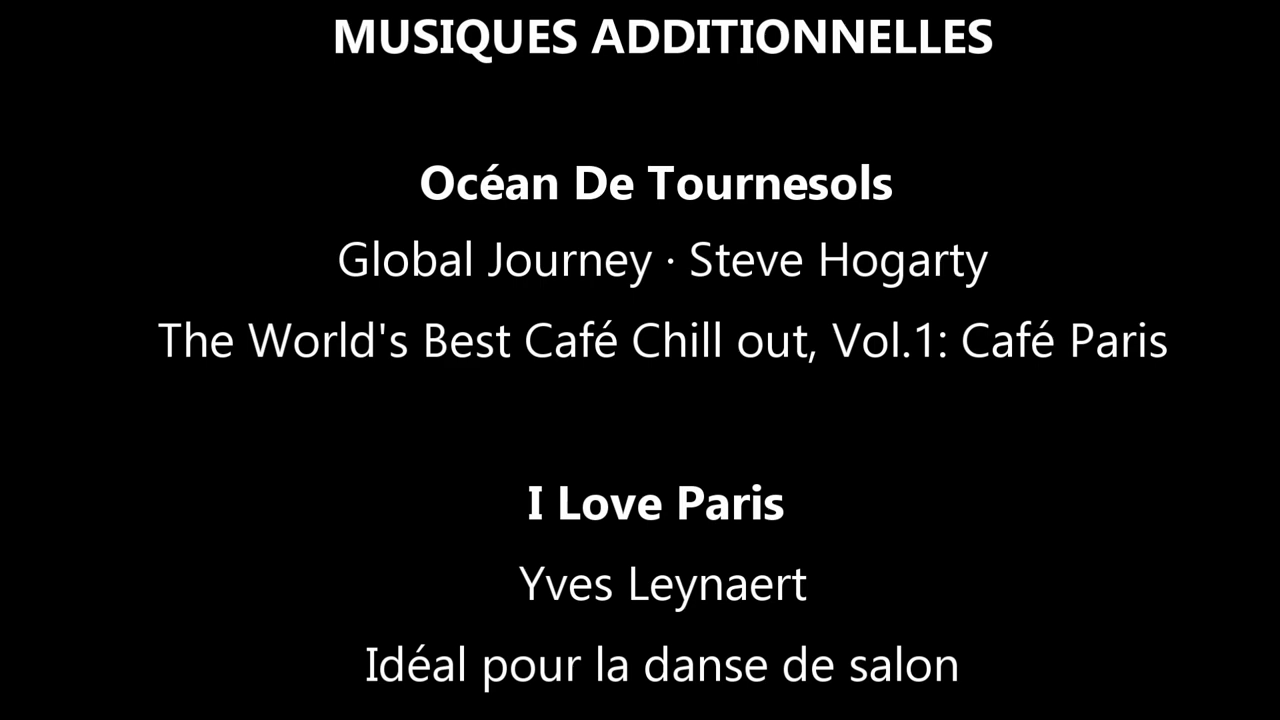 MUSIQUES ADDITIONNELLES
Océan De Tournesols
Global Journey · Steve Hogarty
The World's Best Café Chill out, Vol.1: Café Paris
I Love Paris
Yves Leynaert
Idéal pour la danse de salon